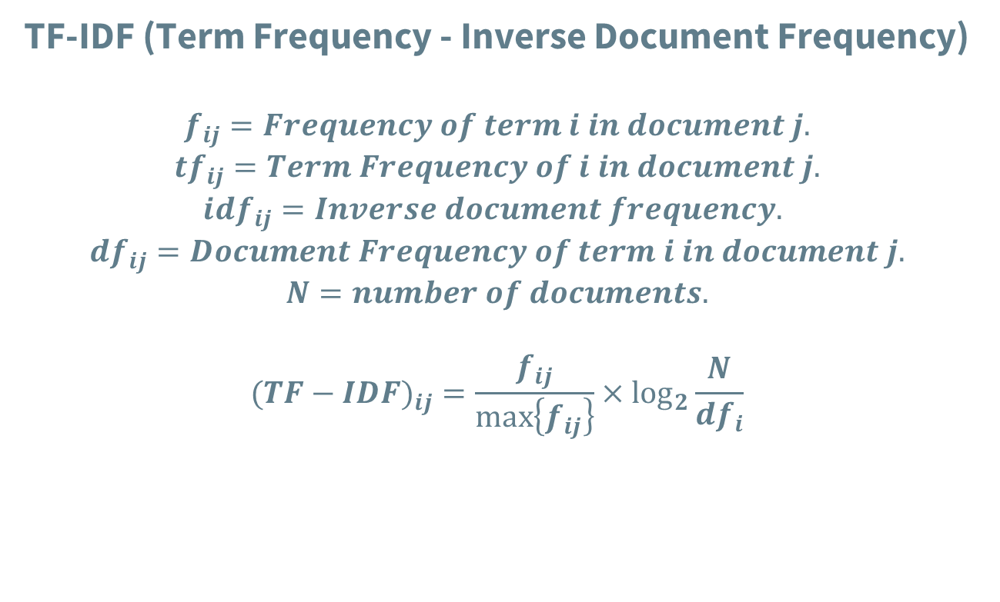 TF-IDF (Term Frequency - Inverse Document Frequency)
f_{ij} = Frequency of term i in document j.
tf_{ij} = Term Frequency of i in document j.
idf_{ij} = Inverse document frequency.
df_{ij} = Document Frequency of term i in document j.
N = number of documents.
(TF − IDF)_{ij} = \frac{f_{ij}}{max{f_{ij}}} × log_2 \frac{N}{df_i}